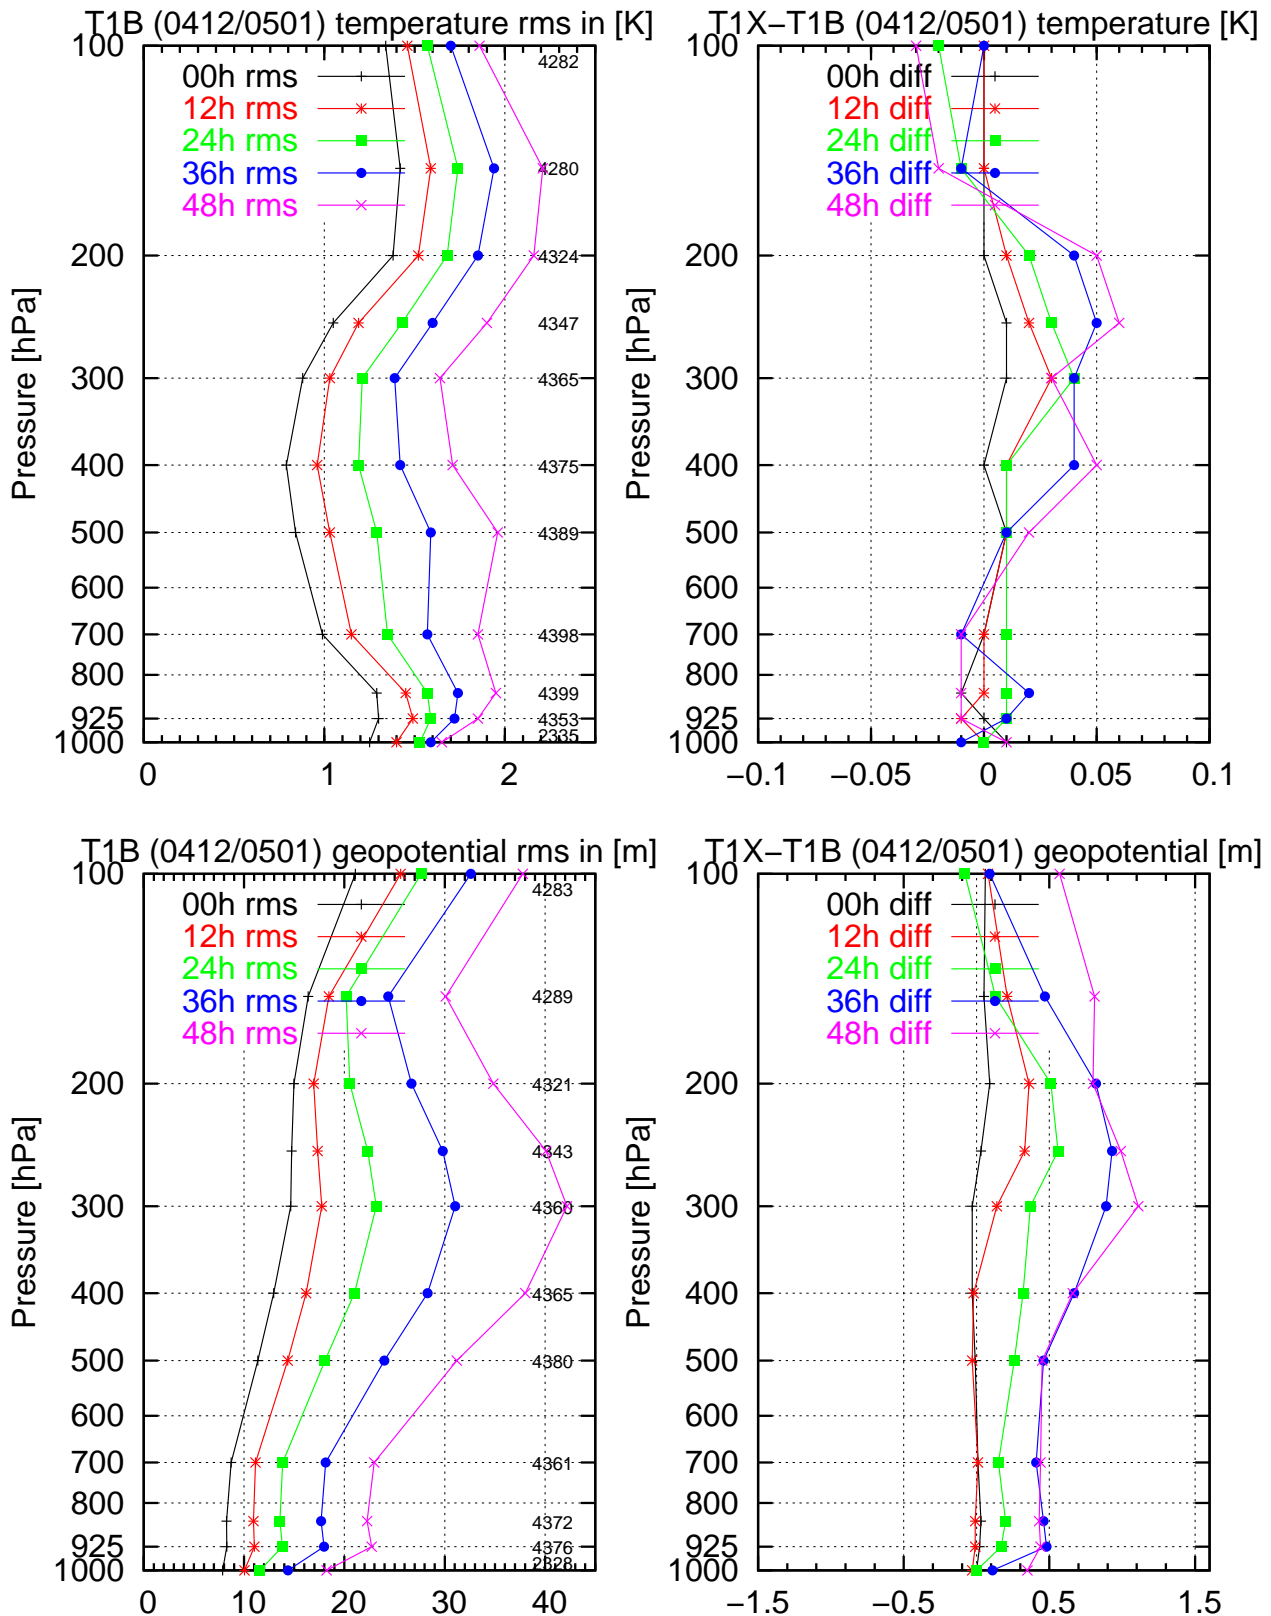 T1B (0412/0501) temperature rms in [K]
100
200
300
400
500
600
700
800
925
1000
Pressure [hPa]
Pressure [hPa]
00h rms
12h rms
24h rms
36h rms
48h rms
4282
4280
4324
4347
4365
4375
4389
4398
4399
4353
2335
0 1 2
T1X−T1B (0412/0501) temperature [K]
100
200
300
400
500
600
700
800
925
1000
00h diff
12h diff
24h diff
36h diff
48h diff
−0.1 −0.05 0 0.05 0.1
T1B (0412/0501) geopotential rms in [m]
100
200
300
400
500
600
700
800
925
1000
Pressure [hPa]
Pressure [hPa]
00h rms
12h rms
24h rms
36h rms
48h rms
4283
4289
4321
4343
4360
4365
4380
4361
4372
4376
2328
0 10 20 30 40
T1X−T1B (0412/0501) geopotential [m]
100
200
300
400
500
600
700
800
925
1000
00h diff
12h diff
24h diff
36h diff
48h diff
−1.5 −0.5 0.5 1.5